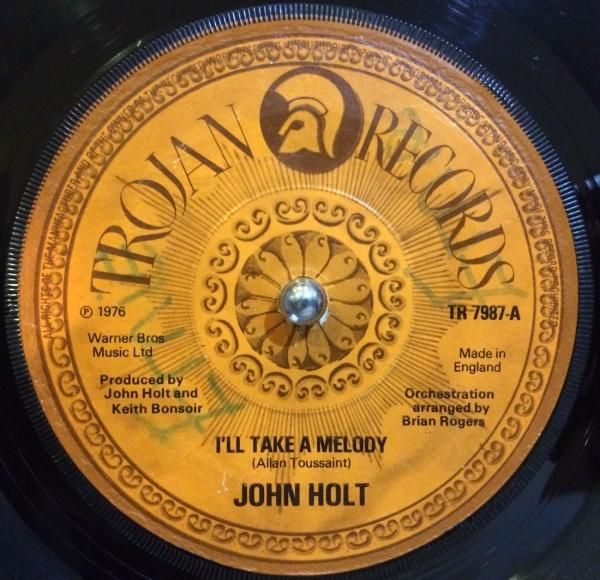 TROJAN RECORDS
℗ 1976
Warner Bros
Music Ltd
Produced by
John Holt and
Keith Bonsoir
TR 7987-A
Made in
England
Orchestration
arranged by
Brian Rogers
I'LL TAKE A MELODY
(Allan Toussaint)
JOHN HOLT